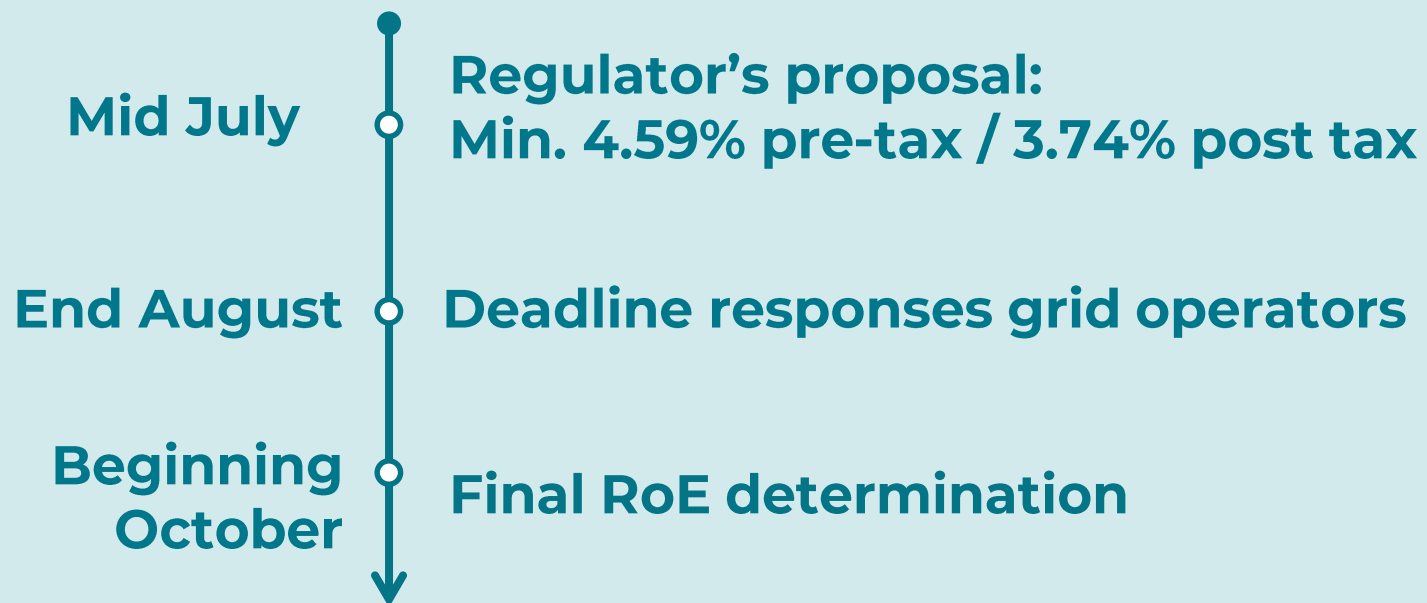 Mid July
Regulator’s proposal:
Min. 4.59% pre-tax / 3.74% post tax
End August
Deadline responses grid operators
Beginning
October
Final RoE determination